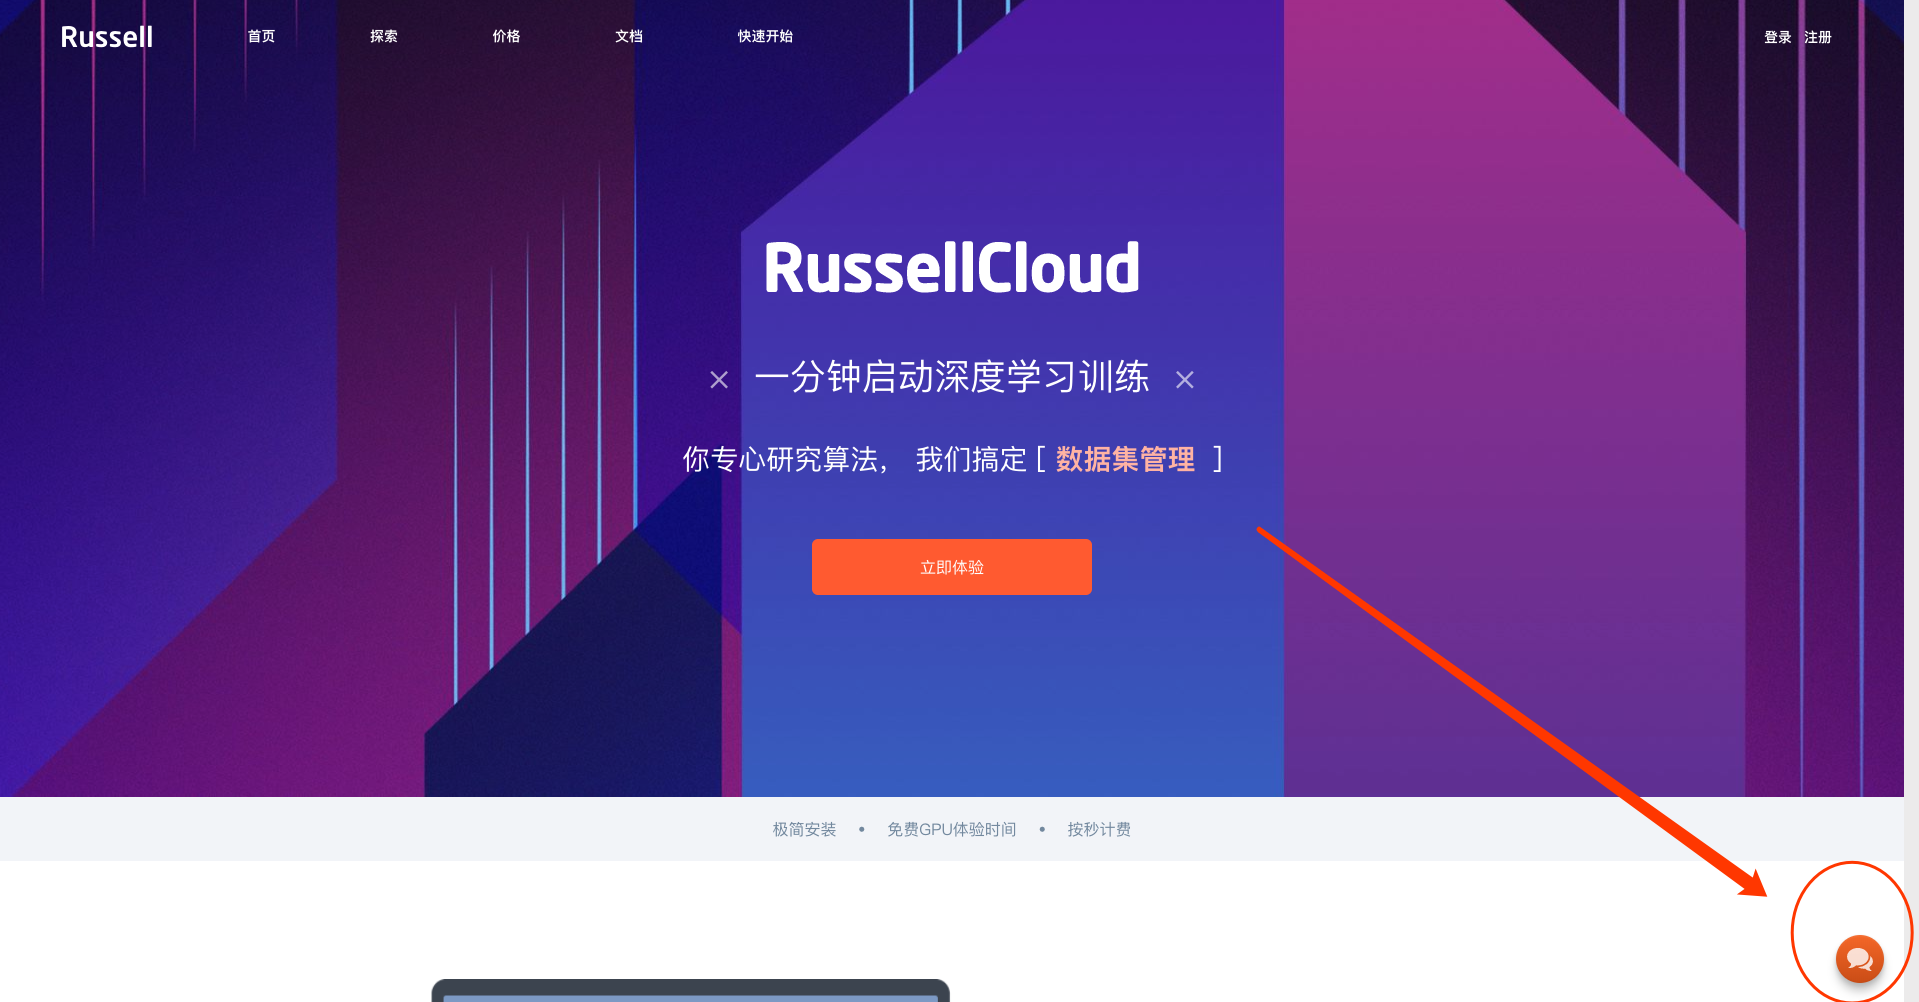 Russell 首页 探索 价格 文档 快速开始 登录 注册
RussellCloud
一分钟启动深度学习训练
你专心研究算法， 我们搞定 [ 数据集管理 ]
立即体验
极简安装 • 免费GPU体验时间 • 按秒计费